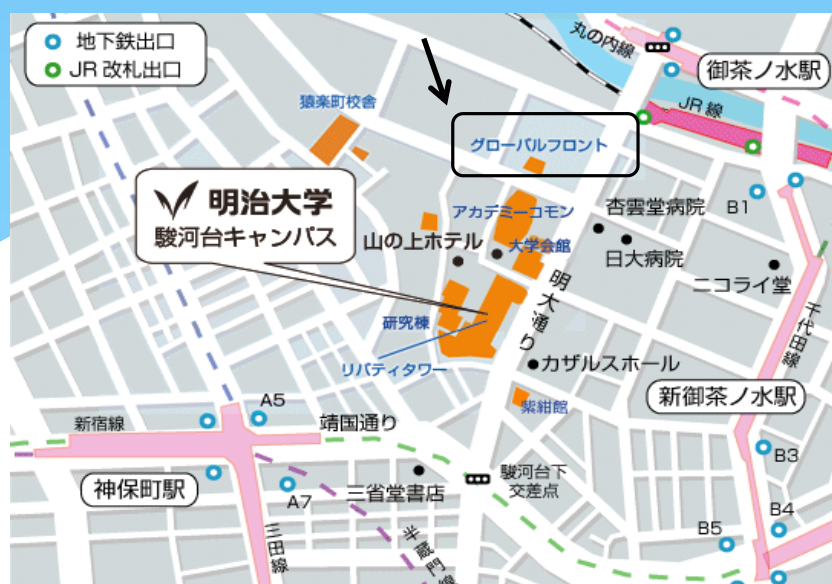 地下鉄出口
JR 改札出口
丸の内線
御茶ノ水駅
JR 線
猿楽町校舎
グローバルフロント
明治大学
駿河台キャンパス
アカデミーコモン
杏雲堂病院
B1
山の上ホテル
大学会館
日大病院
ニコライ堂
明大通り
千代田線
研究棟
リバティタワー
カザルスホール
新御茶ノ水駅
紫紺館
A5
新宿線
靖国通り
B3
神保町駅
A7
三省堂書店
駿河台下
交差点
B4
B5
三田線
半蔵門線